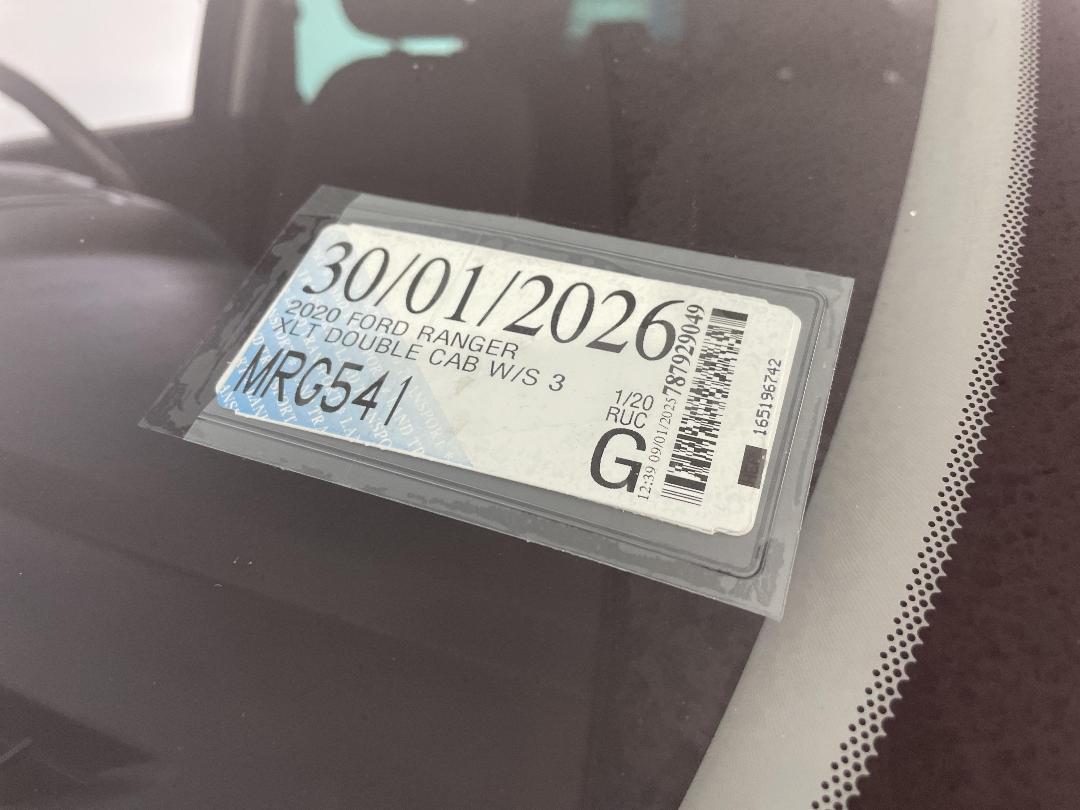 30/01/2026
2020 FORD RANGER
XLT DOUBLE CAB W/S 3
MRG541
1/20
RUC
G
12:39 09/01/2025
787929049
165196742